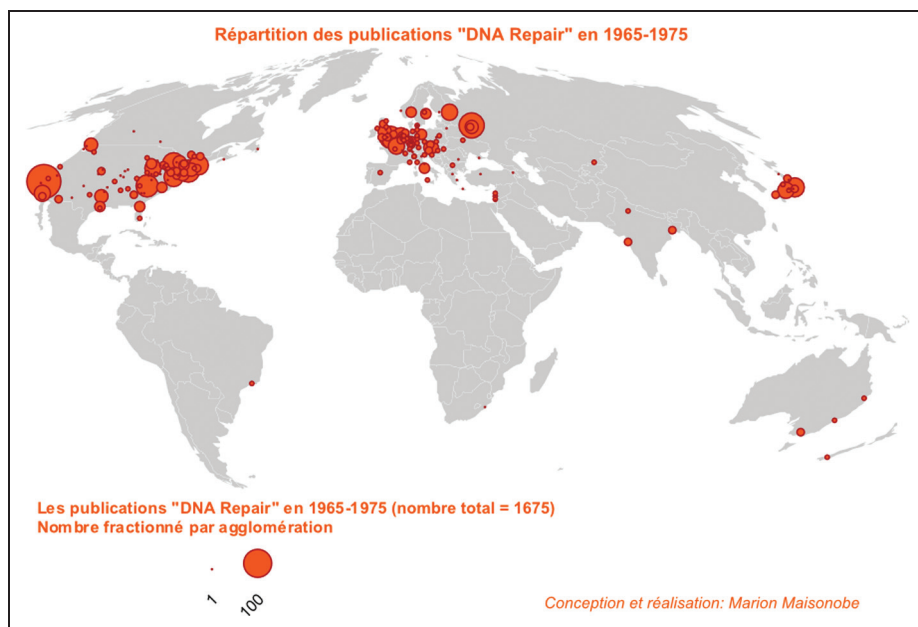 Répartition des publications "DNA Repair" en 1965-1975
Les publications "DNA Repair" en 1965-1975 (nombre total = 1675)
Nombre fractionné par agglomération
1
100
Conception et réalisation: Marion Maisonobe